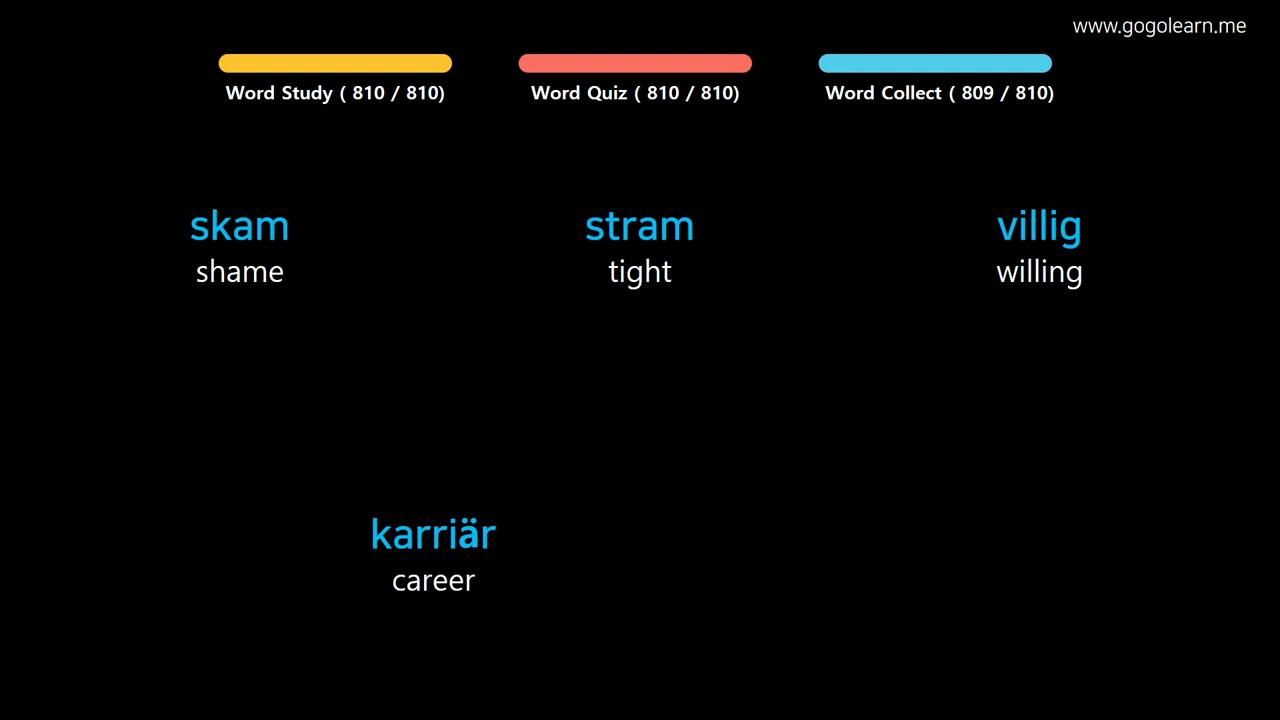 www.gogolearn.me
Word Study ( 810 / 810)
Word Quiz ( 810 / 810)
Word Collect ( 809 / 810)
skam
shame
stram
tight
villig
willing
karriär
career